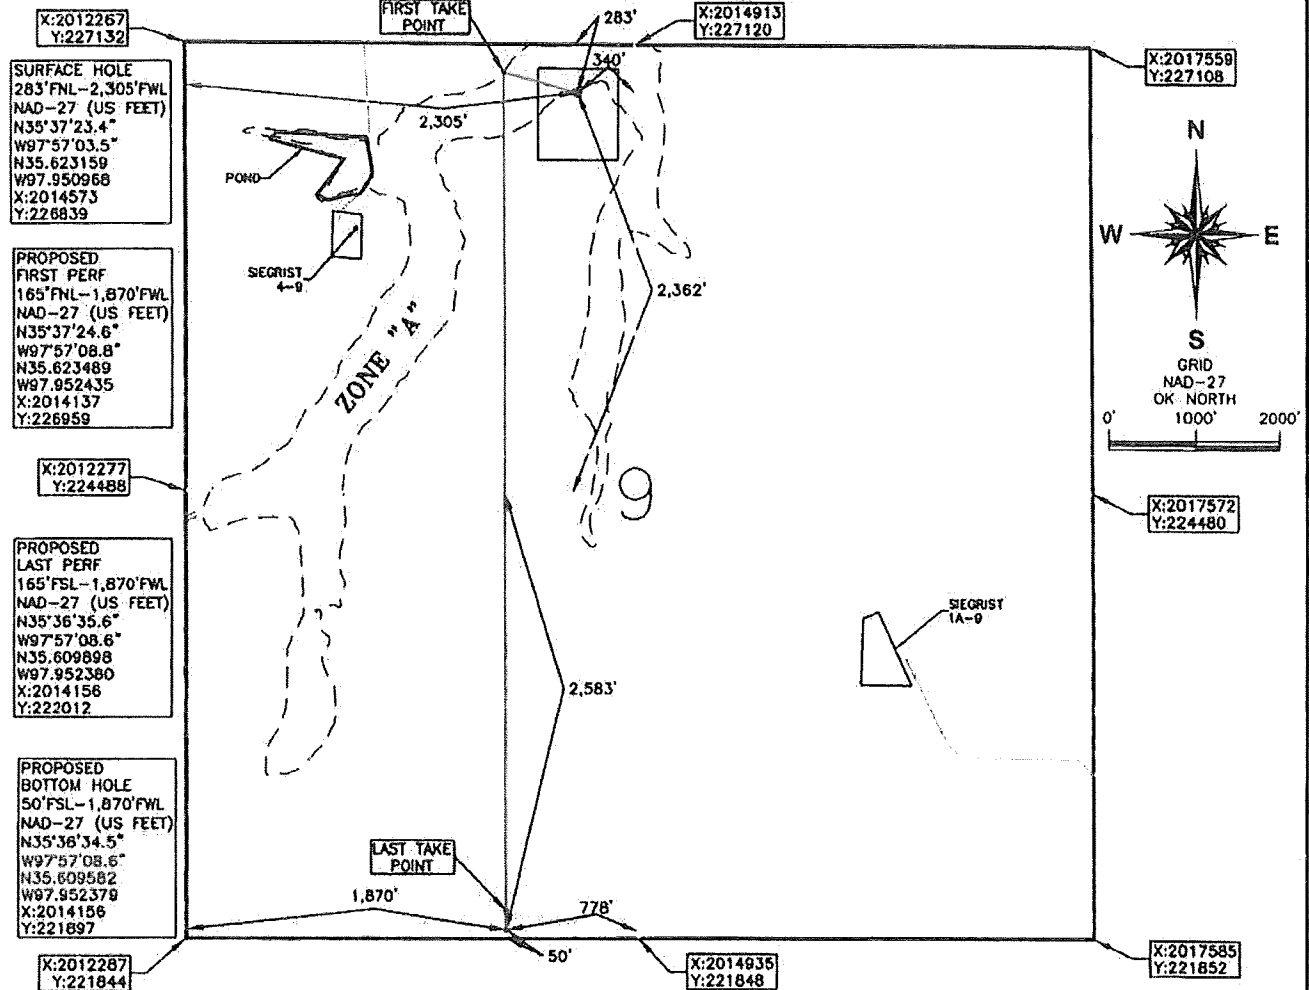 X:2012267
Y:227132
FIRST TAKE
POINT
283'
X:2014913
Y:227120
X:2017559
Y:227108
SURFACE HOLE
283'FNL-2,305'FWL
NAD-27 (US FEET)
N35°37'23.4"
W97°57'03.5"
N35.623159
W97.950968
X:2014573
Y:226839
340'
2,305'
POND
SIEGRIST
4-9
ZONE "A"
2,362'
N
W
E
S
GRID
NAD-27
OK NORTH
0' 1000' 2000'
PROPOSED
FIRST PERF
165'FNL-1,870'FWL
NAD-27 (US FEET)
N35°37'24.6"
W97°57'08.8"
N35.623489
W97.952435
X:2014137
Y:226959
X:2012277
Y:224488
9
X:2017572
Y:224480
PROPOSED
LAST PERF
165'FSL-1,870'FWL
NAD-27 (US FEET)
N35°36'35.6"
W97°57'08.6"
N35.609898
W97.952380
X:2014156
Y:222012
SIEGRIST
1A-9
2,583'
PROPOSED
BOTTOM HOLE
50'FSL-1,870'FWL
NAD-27 (US FEET)
N35°36'34.5"
W97°57'08.6"
N35.609582
W97.952379
X:2014156
Y:221897
LAST TAKE
POINT
1,870'
778'
50'
X:2012287
Y:221844
X:2014935
Y:221848
X:2017585
Y:221852